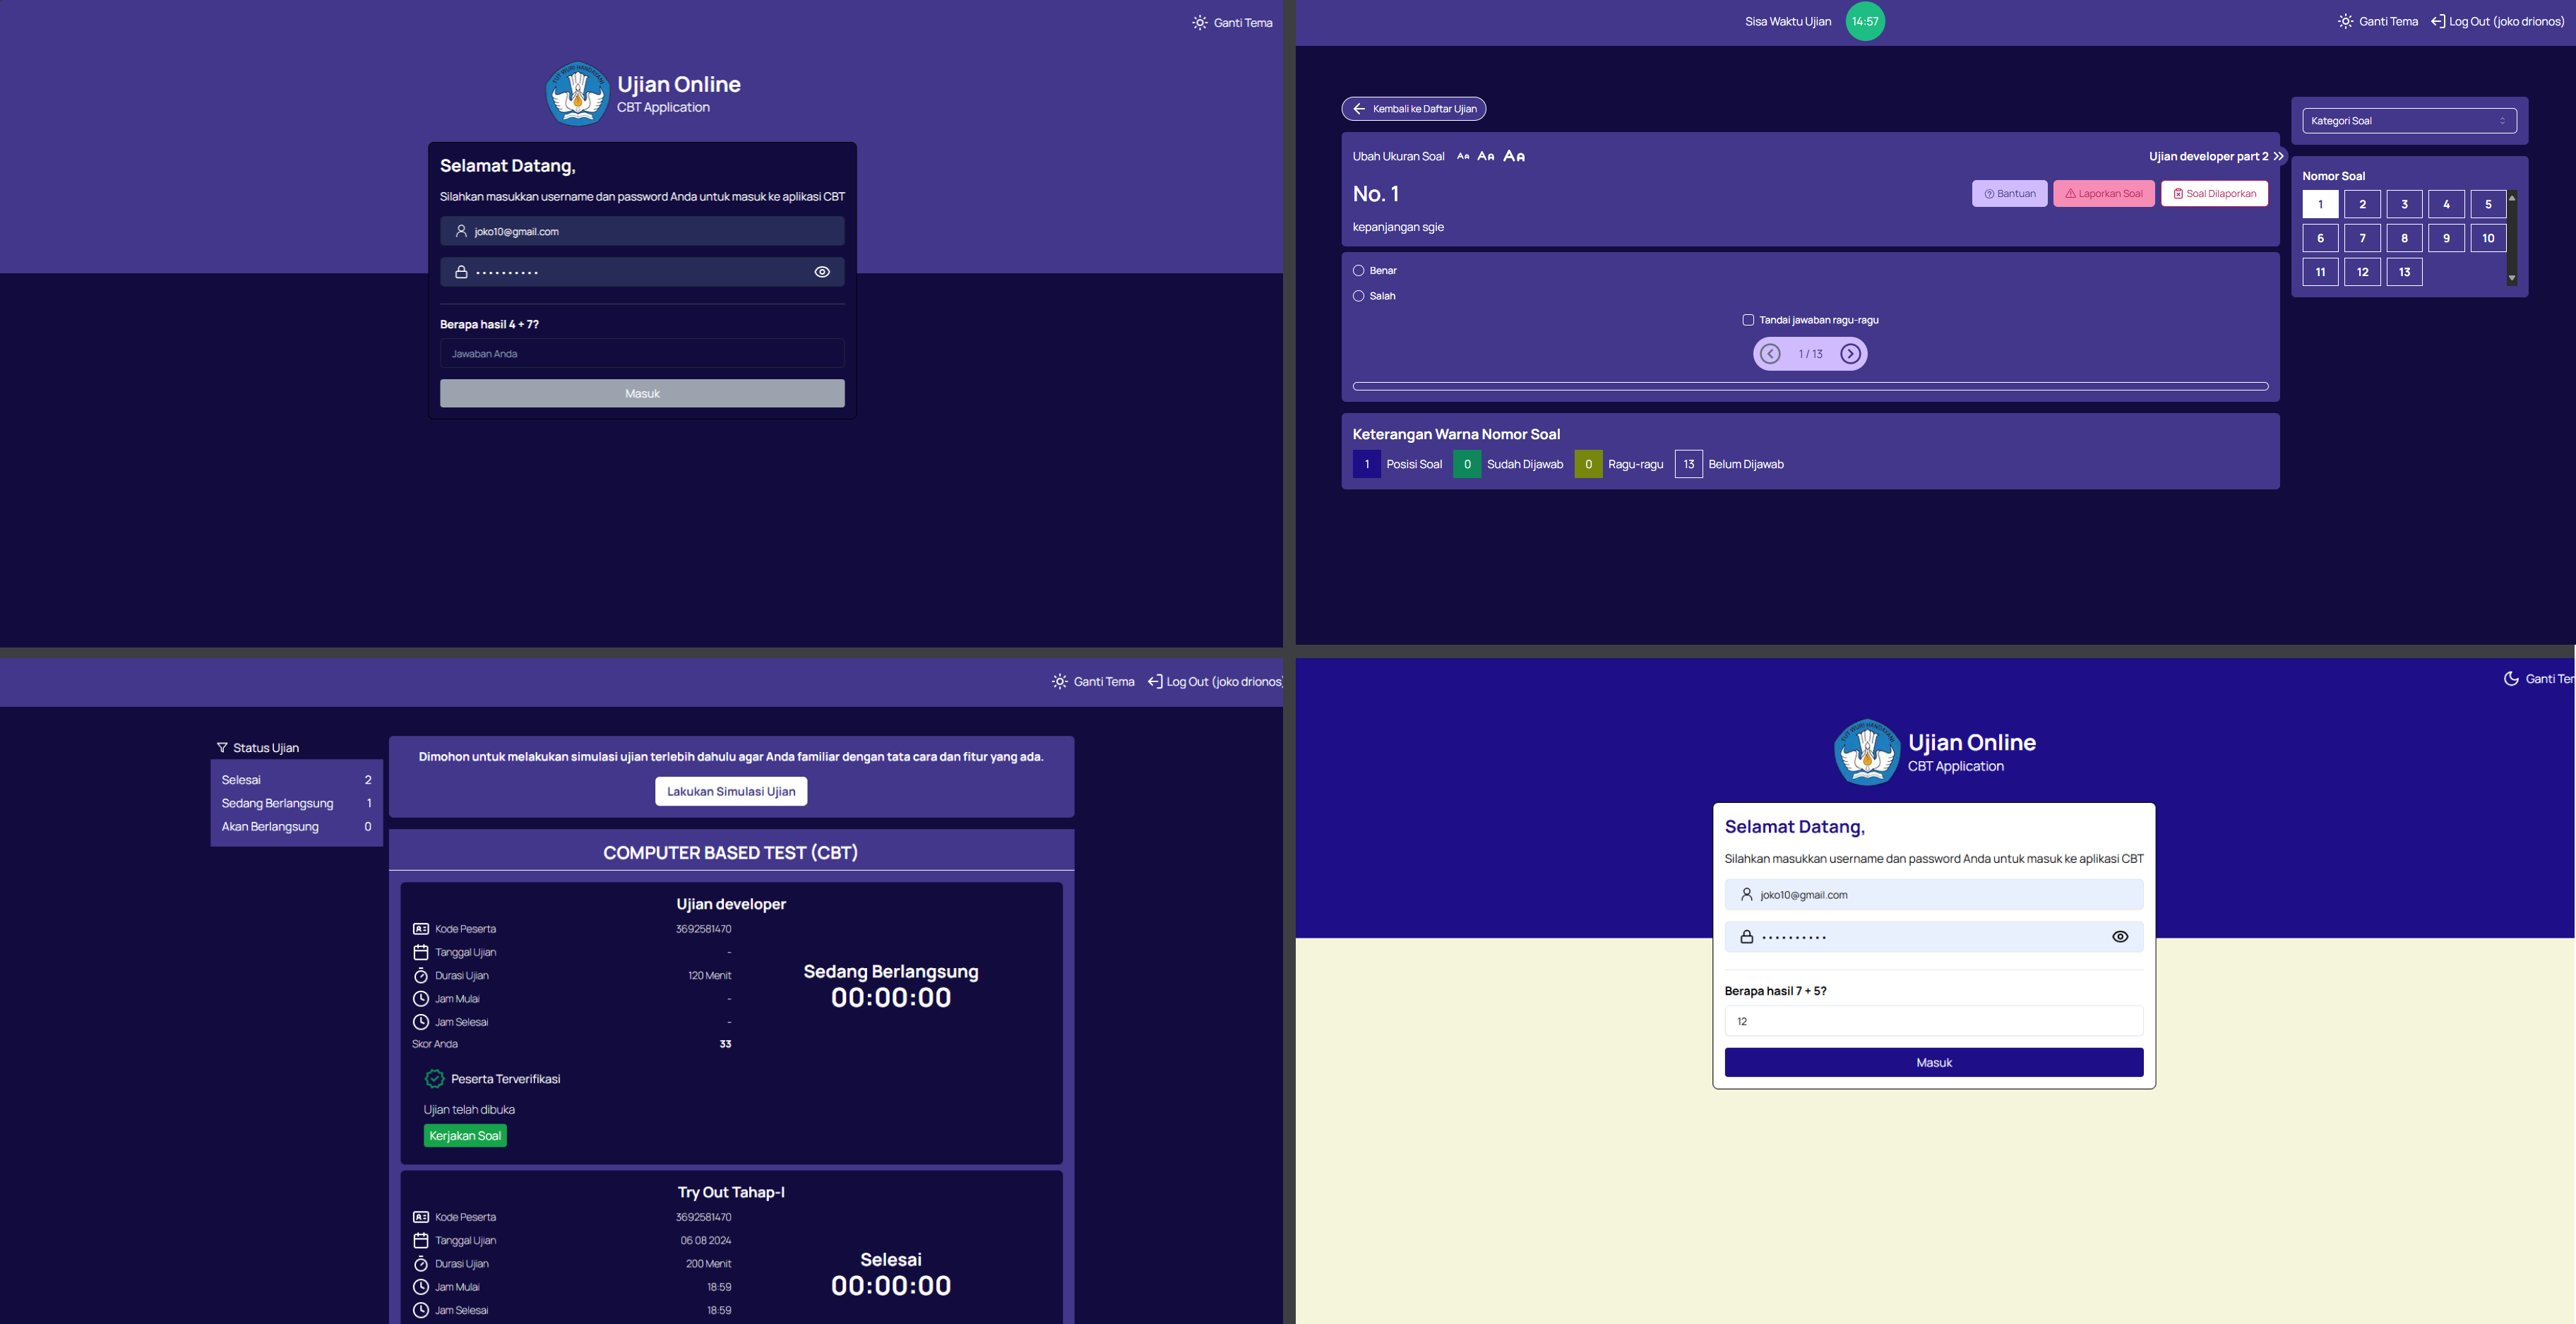 Ganti Tema
TUT WURI HANDAYANI
Ujian Online
CBT Application
Selamat Datang,
Silahkan masukkan username dan password Anda untuk masuk ke aplikasi CBT
joko10@gmail.com
Berapa hasil 4 + 7?
Jawaban Anda
Masuk
Sisa Waktu Ujian 14:57 Ganti Tema Log Out (joko drionos)
Kembali ke Daftar Ujian
Kategori Soal
Ubah Ukuran Soal Aa Aa Aa Ujian developer part 2
No. 1 Bantuan Laporkan Soal Soal Dilaporkan
kepanjangan sgie
Nomor Soal
1 2 3 4 5
6 7 8 9 10
11 12 13
Benar
Salah
Tandai jawaban ragu-ragu
1 / 13
Keterangan Warna Nomor Soal
1 Posisi Soal 0 Sudah Dijawab 0 Ragu-ragu 13 Belum Dijawab
Ganti Tema Log Out (joko drionos)
Status Ujian
Selesai 2
Sedang Berlangsung 1
Akan Berlangsung 0
Dimohon untuk melakukan simulasi ujian terlebih dahulu agar Anda familiar dengan tata cara dan fitur yang ada.
Lakukan Simulasi Ujian
COMPUTER BASED TEST (CBT)
Ujian developer
Kode Peserta 3692581470
Tanggal Ujian -
Durasi Ujian 120 Menit
Jam Mulai -
Jam Selesai -
Skor Anda 33
Sedang Berlangsung
00:00:00
Peserta Terverifikasi
Ujian telah dibuka
Kerjakan Soal
Try Out Tahap-I
Kode Peserta 3692581470
Tanggal Ujian 06 08 2024
Durasi Ujian 200 Menit
Jam Mulai 18:59
Jam Selesai 18:59
Selesai
00:00:00
Ganti Ter
TUT WURI HANDAYANI
Ujian Online
CBT Application
Selamat Datang,
Silahkan masukkan username dan password Anda untuk masuk ke aplikasi CBT
joko10@gmail.com
Berapa hasil 7 + 5?
12
Masuk